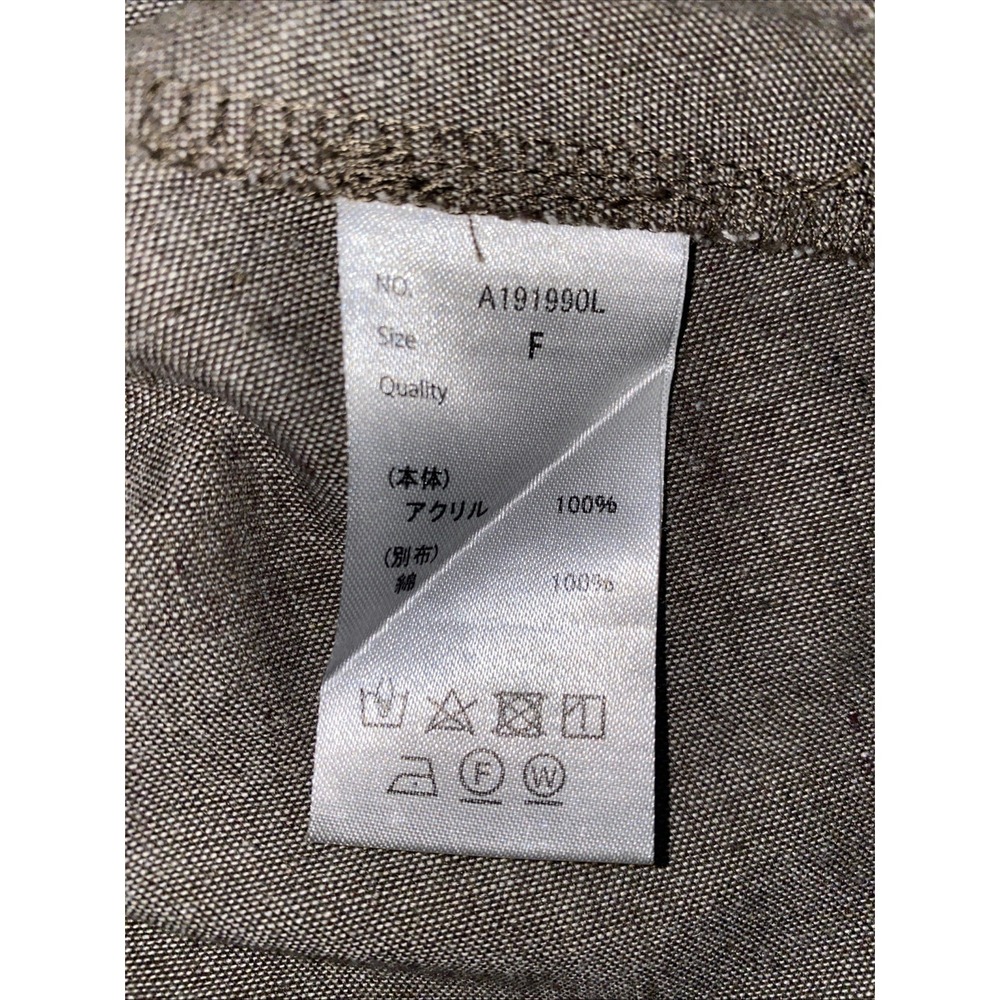 NO. A191990L
Size F
Quality
(本体)
アクリル 100%
(別布)
綿 100%
F W